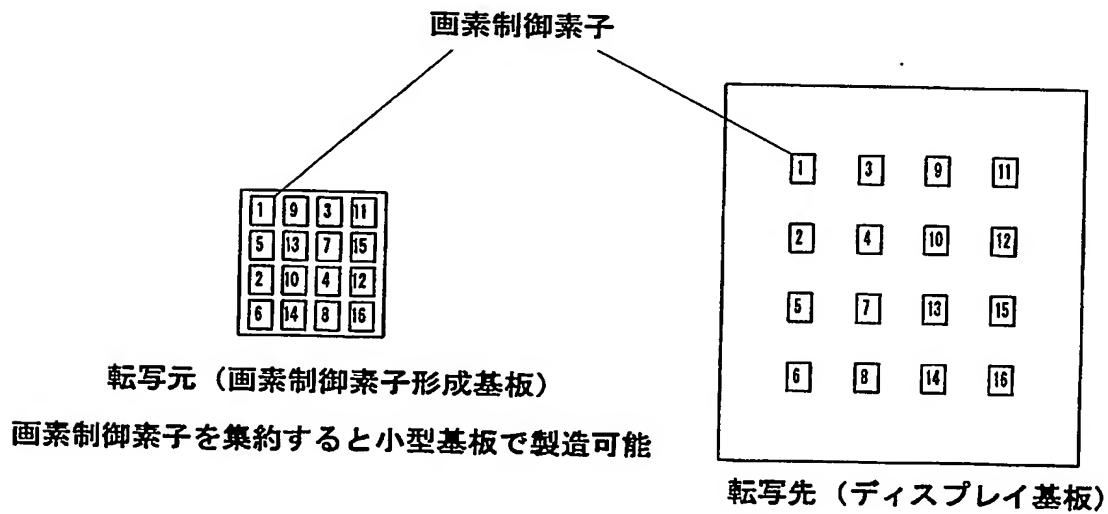 画素制御素子
1 9 3 11
5 13 7 15
2 10 4 12
6 14 8 16
転写元（画素制御素子形成基板）
画素制御素子を集約すると小型基板で製造可能
1 3 9 11
2 4 10 12
5 7 13 15
6 8 14 16
転写先（ディスプレイ基板）